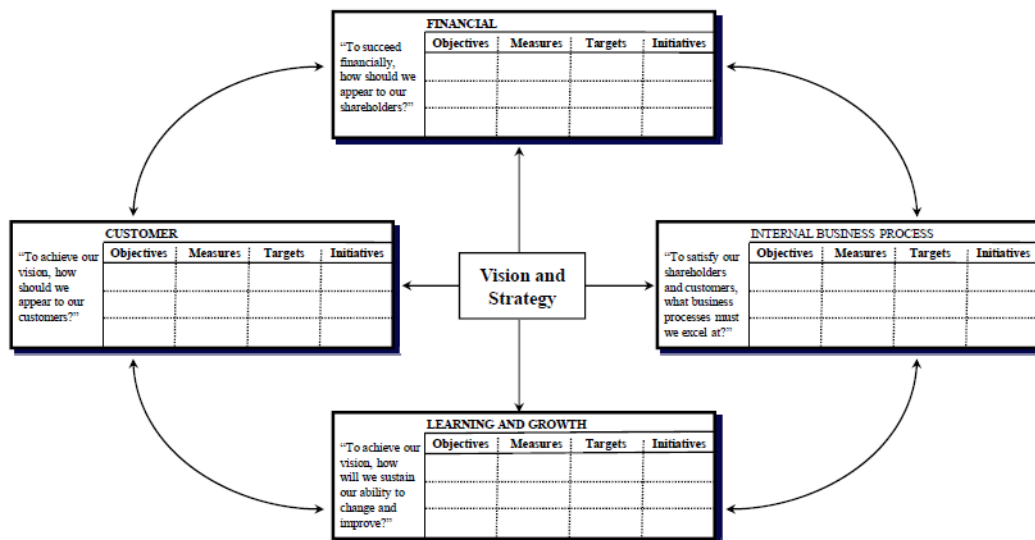 FINANCIAL
“To succeed
financially,
how should we
appear to our
shareholders?”
Objectives Measures Targets Initiatives
CUSTOMER
“To achieve our
vision, how
should we
appear to our
customers?”
Objectives Measures Targets Initiatives
Vision and
Strategy
INTERNAL BUSINESS PROCESS
“To satisfy our
shareholders
and customers,
what business
processes must
we excel at?”
Objectives Measures Targets Initiatives
LEARNING AND GROWTH
“To achieve our
vision, how
will we sustain
our ability to
change and
improve?”
Objectives Measures Targets Initiatives